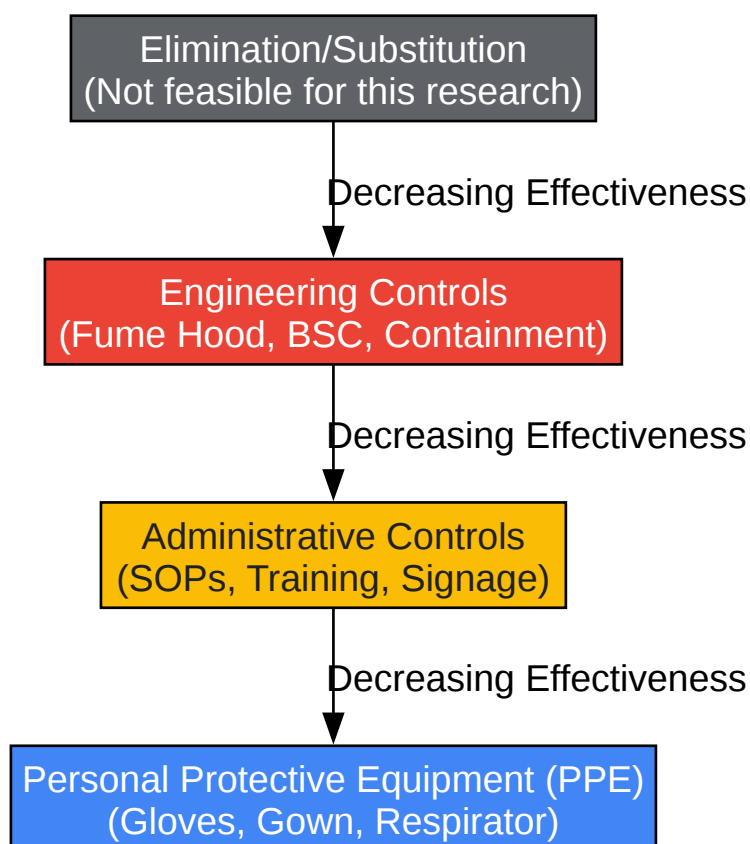 Elimination/Substitution
(Not feasible for this research)
Decreasing Effectiveness
Engineering Controls
(Fume Hood, BSC, Containment)
Decreasing Effectiveness
Administrative Controls
(SOPs, Training, Signage)
Decreasing Effectiveness
Personal Protective Equipment (PPE)
(Gloves, Gown, Respirator)